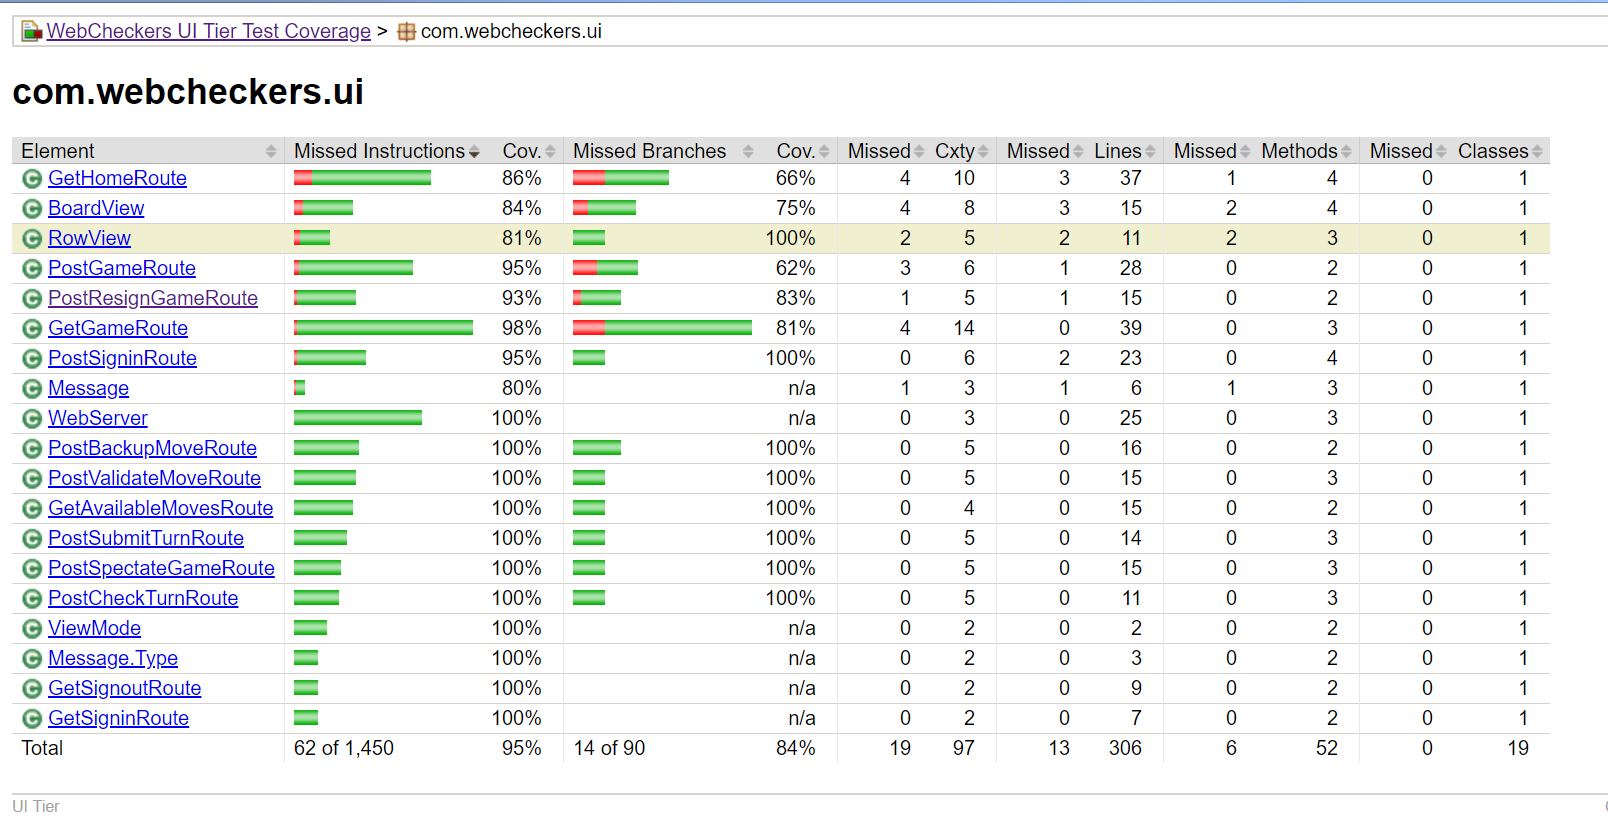 WebCheckers UI Tier Test Coverage > com.webcheckers.ui
com.webcheckers.ui
Element Missed Instructions Cov. Missed Branches Cov. Missed Cxty Missed Lines Missed Methods Missed Classes
GetHomeRoute 86% 66% 4 10 3 37 1 4 0 1
BoardView 84% 75% 4 8 3 15 2 4 0 1
RowView 81% 100% 2 5 2 11 2 3 0 1
PostGameRoute 95% 62% 3 6 1 28 0 2 0 1
PostResignGameRoute 93% 83% 1 5 1 15 0 2 0 1
GetGameRoute 98% 81% 4 14 0 39 0 3 0 1
PostSigninRoute 95% 100% 0 6 2 23 0 4 0 1
Message 80% n/a 1 3 1 6 1 3 0 1
WebServer 100% n/a 0 3 0 25 0 3 0 1
PostBackupMoveRoute 100% 100% 0 5 0 16 0 2 0 1
PostValidateMoveRoute 100% 100% 0 5 0 15 0 3 0 1
GetAvailableMovesRoute 100% 100% 0 4 0 15 0 2 0 1
PostSubmitTurnRoute 100% 100% 0 5 0 14 0 3 0 1
PostSpectateGameRoute 100% 100% 0 5 0 15 0 3 0 1
PostCheckTurnRoute 100% 100% 0 5 0 11 0 3 0 1
ViewMode 100% n/a 0 2 0 2 0 2 0 1
Message.Type 100% n/a 0 2 0 3 0 2 0 1
GetSignoutRoute 100% n/a 0 2 0 9 0 2 0 1
GetSigninRoute 100% n/a 0 2 0 7 0 2 0 1
Total 62 of 1,450 95% 14 of 90 84% 19 97 13 306 6 52 0 19
UI Tier